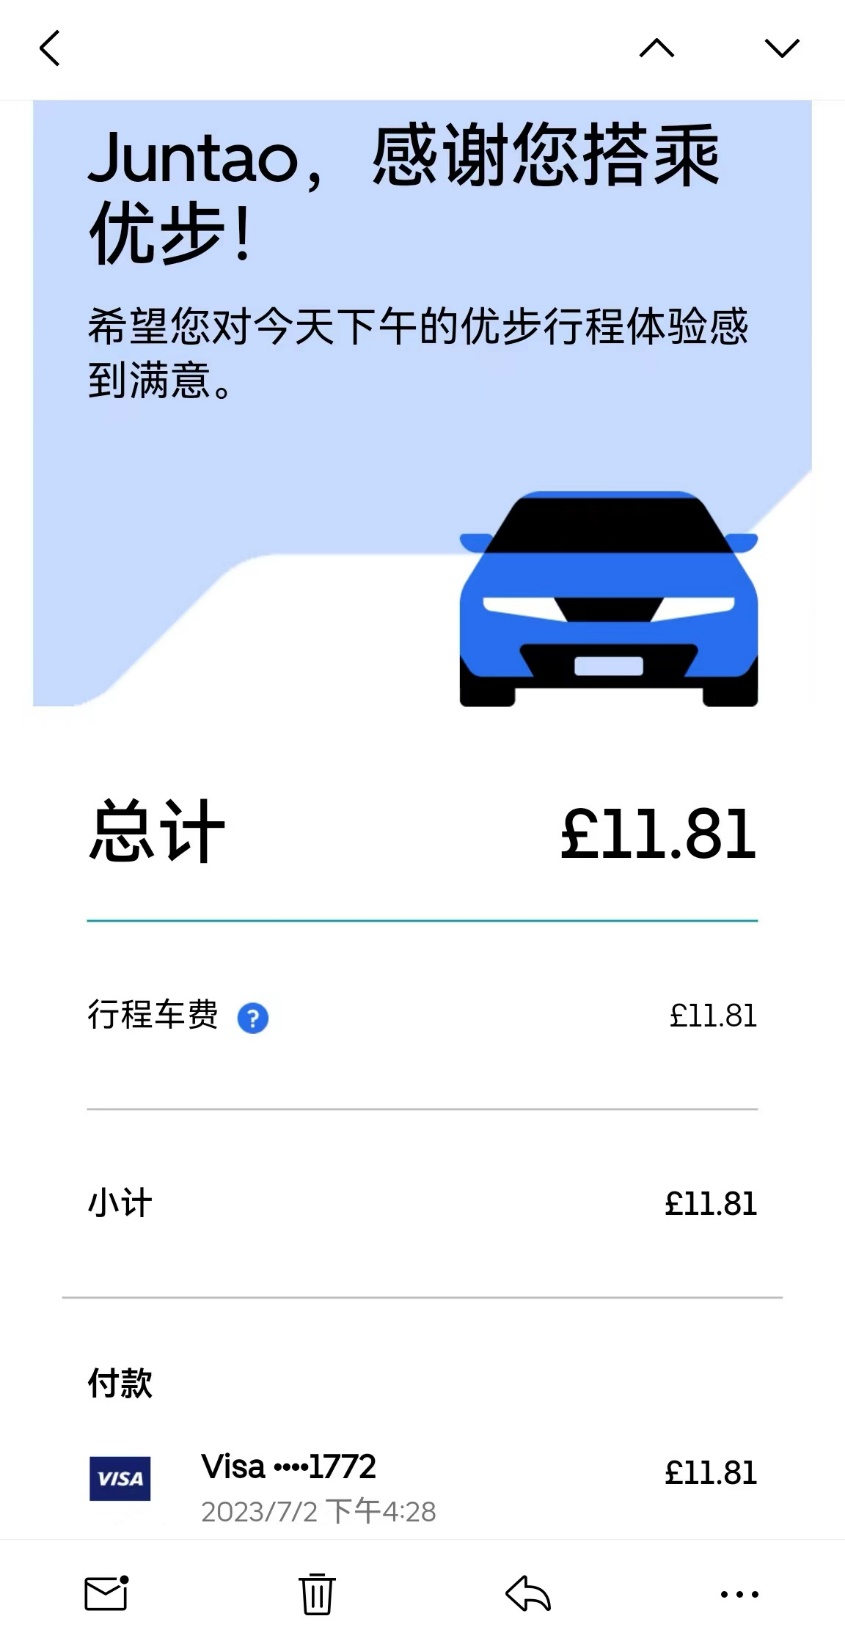 Juntao，感谢您搭乘
优步！
希望您对今天下午的优步行程体验感
到满意。
总计 £11.81
行程车费 ? £11.81
小计 £11.81
付款
VISA Visa ••••1772 £11.81
2023/7/2 下午4:28